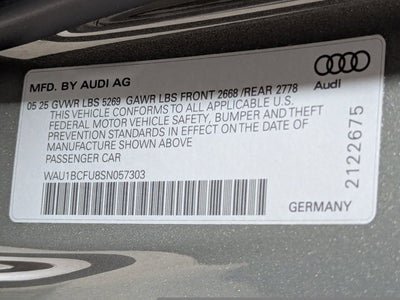 MFD. BY AUDI AG
05 25 GVWR LBS 5269 GAWR LBS FRONT 2668 /REAR 2778
THIS VEHICLE CONFORMS TO ALL APPLICABLE U.S.
FEDERAL MOTOR VEHICLE SAFETY, BUMPER AND THEFT
PREVENTION STANDARDS IN EFFECT ON THE DATE OF
MANUFACTURE SHOWN ABOVE
PASSENGER CAR
WAU1BCFU8SN057303
Audi
2122675
GERMANY